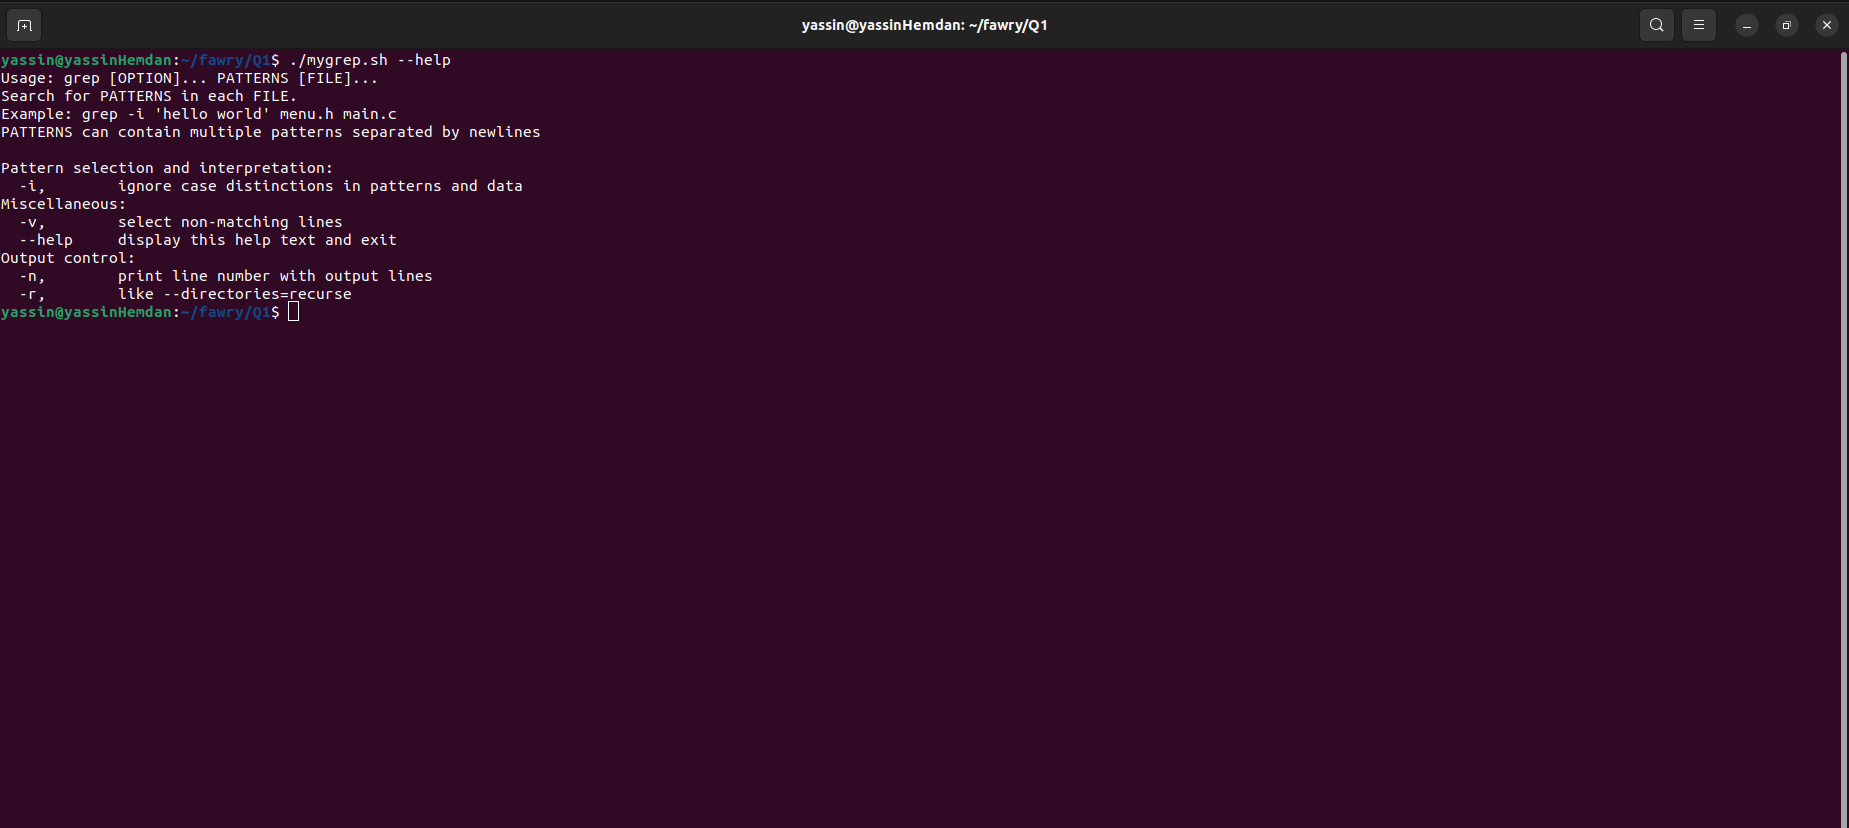 yassin@yassinHemdan: ~/fawry/Q1
yassin@yassinHemdan:~/fawry/Q1$ ./mygrep.sh --help
Usage: grep [OPTION]... PATTERNS [FILE]...
Search for PATTERNS in each FILE.
Example: grep -i 'hello world' menu.h main.c
PATTERNS can contain multiple patterns separated by newlines

Pattern selection and interpretation:
  -i,        ignore case distinctions in patterns and data
Miscellaneous:
  -v,        select non-matching lines
  --help     display this help text and exit
Output control:
  -n,        print line number with output lines
  -r,        like --directories=recurse
yassin@yassinHemdan:~/fawry/Q1$